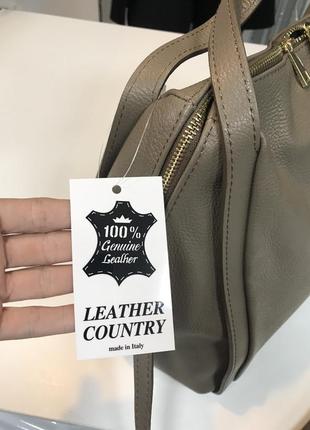 100%
Genuine
Leather
LEATHER
COUNTRY
made in Italy